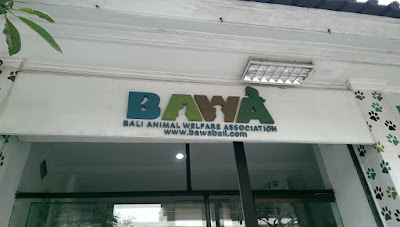 BAWA
BALI ANIMAL WELFARE ASSOCIATION
www.bawabali.com